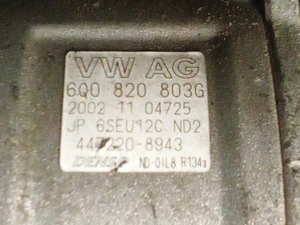 VW AG
6Q0 820 803G
2002 11 04725
JP 6SEU12C ND2
447220-8943
DENSO ND-OIL8 R134a